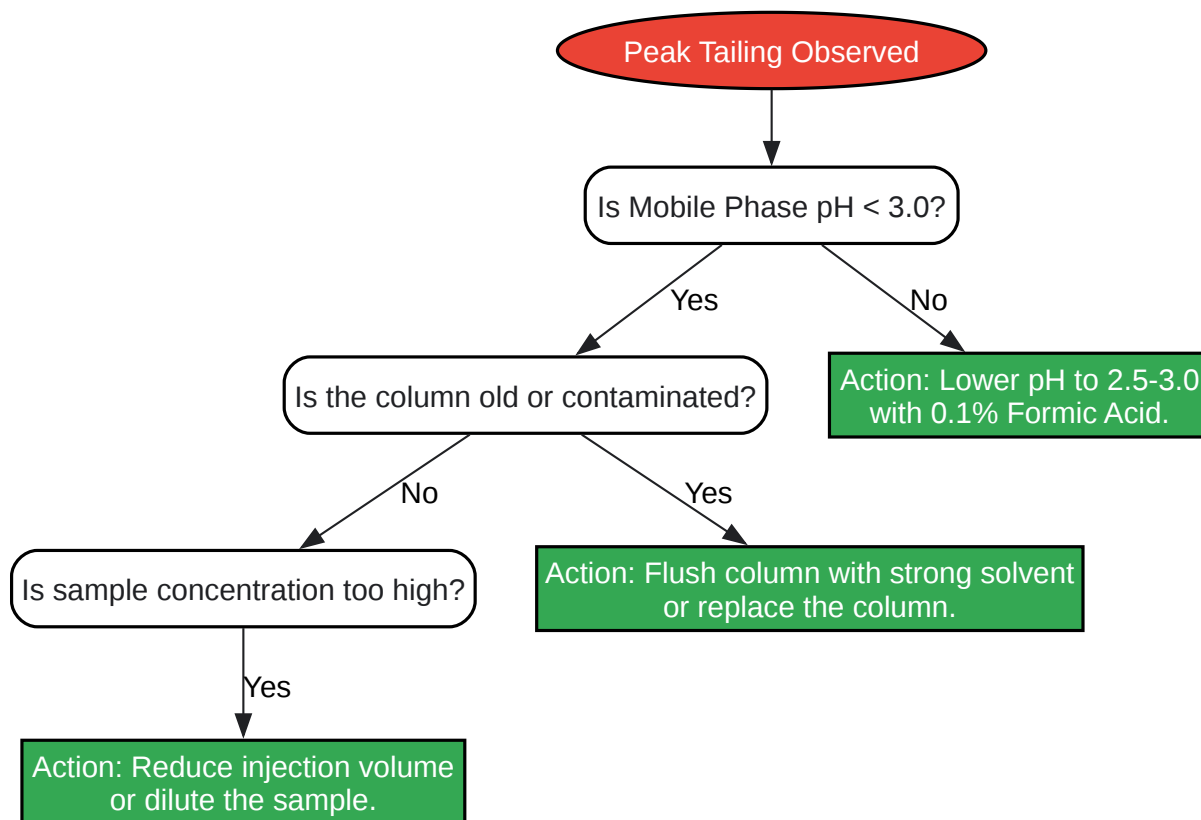 Peak Tailing Observed
Is Mobile Phase pH < 3.0?
Yes
No
Is the column old or contaminated?
Action: Lower pH to 2.5-3.0
with 0.1% Formic Acid.
No
Yes
Is sample concentration too high?
Action: Flush column with strong solvent
or replace the column.
Yes
Action: Reduce injection volume
or dilute the sample.